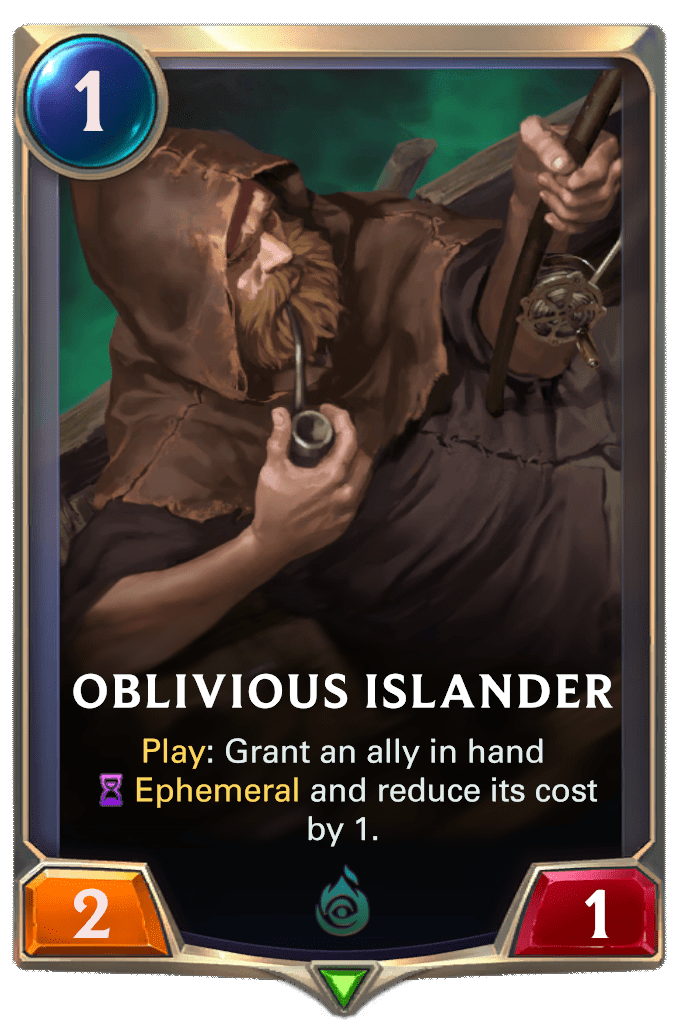 1
OBLIVIOUS ISLANDER
Play: Grant an ally in hand
Ephemeral and reduce its cost
by 1.
2
1